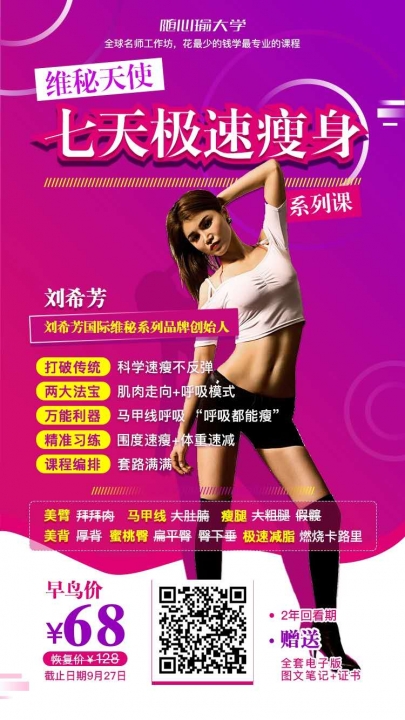 随心瑜大学
全球名师工作坊，花最少的钱学最专业的课程
维秘天使
七天极速瘦身
系列课
刘希芳
刘希芳国际维秘系列品牌创始人
打破传统 科学速瘦不反弹
两大法宝 肌肉走向+呼吸模式
万能利器 马甲线呼吸 “呼吸都能瘦”
精准习练 围度速瘦+体重速减
课程编排 套路满满
美臂 拜拜肉 马甲线 大肚腩 瘦腿 大粗腿 假髋
美背 厚背 蜜桃臀 扁平臀 臀下垂 极速减脂 燃烧卡路里
早鸟价
¥68
恢复价¥128
截止日期9月27日
2年回看期
赠送
全套电子版
图文笔记+证书